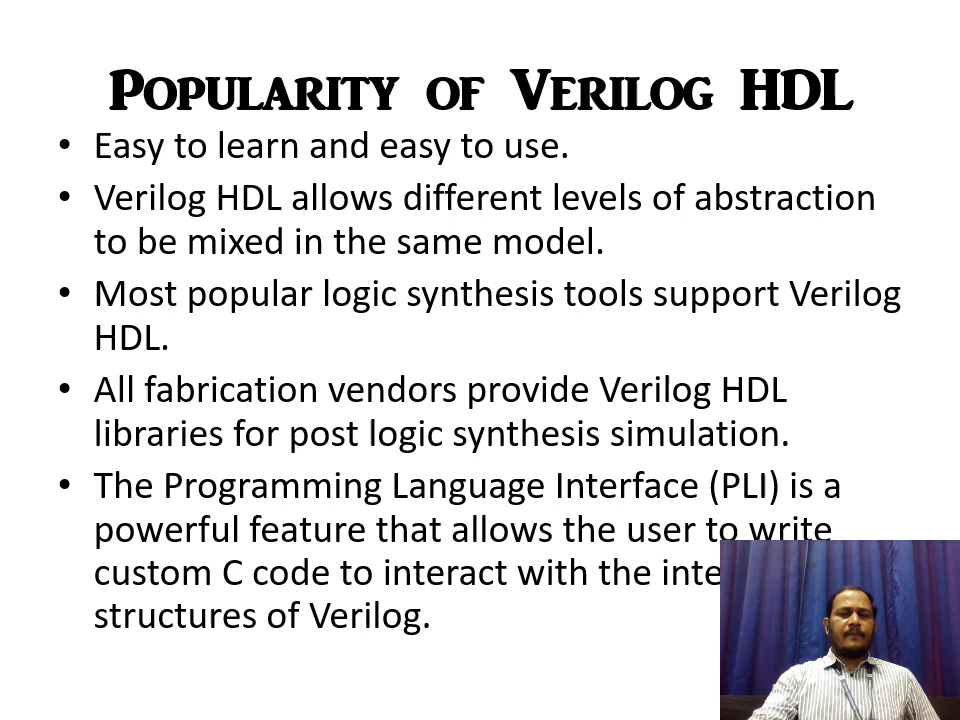 Popularity of Verilog HDL
• Easy to learn and easy to use.
• Verilog HDL allows different levels of abstraction
to be mixed in the same model.
• Most popular logic synthesis tools support Verilog
HDL.
• All fabrication vendors provide Verilog HDL
libraries for post logic synthesis simulation.
• The Programming Language Interface (PLI) is a
powerful feature that allows the user to write
custom C code to interact with the
structures of Verilog.